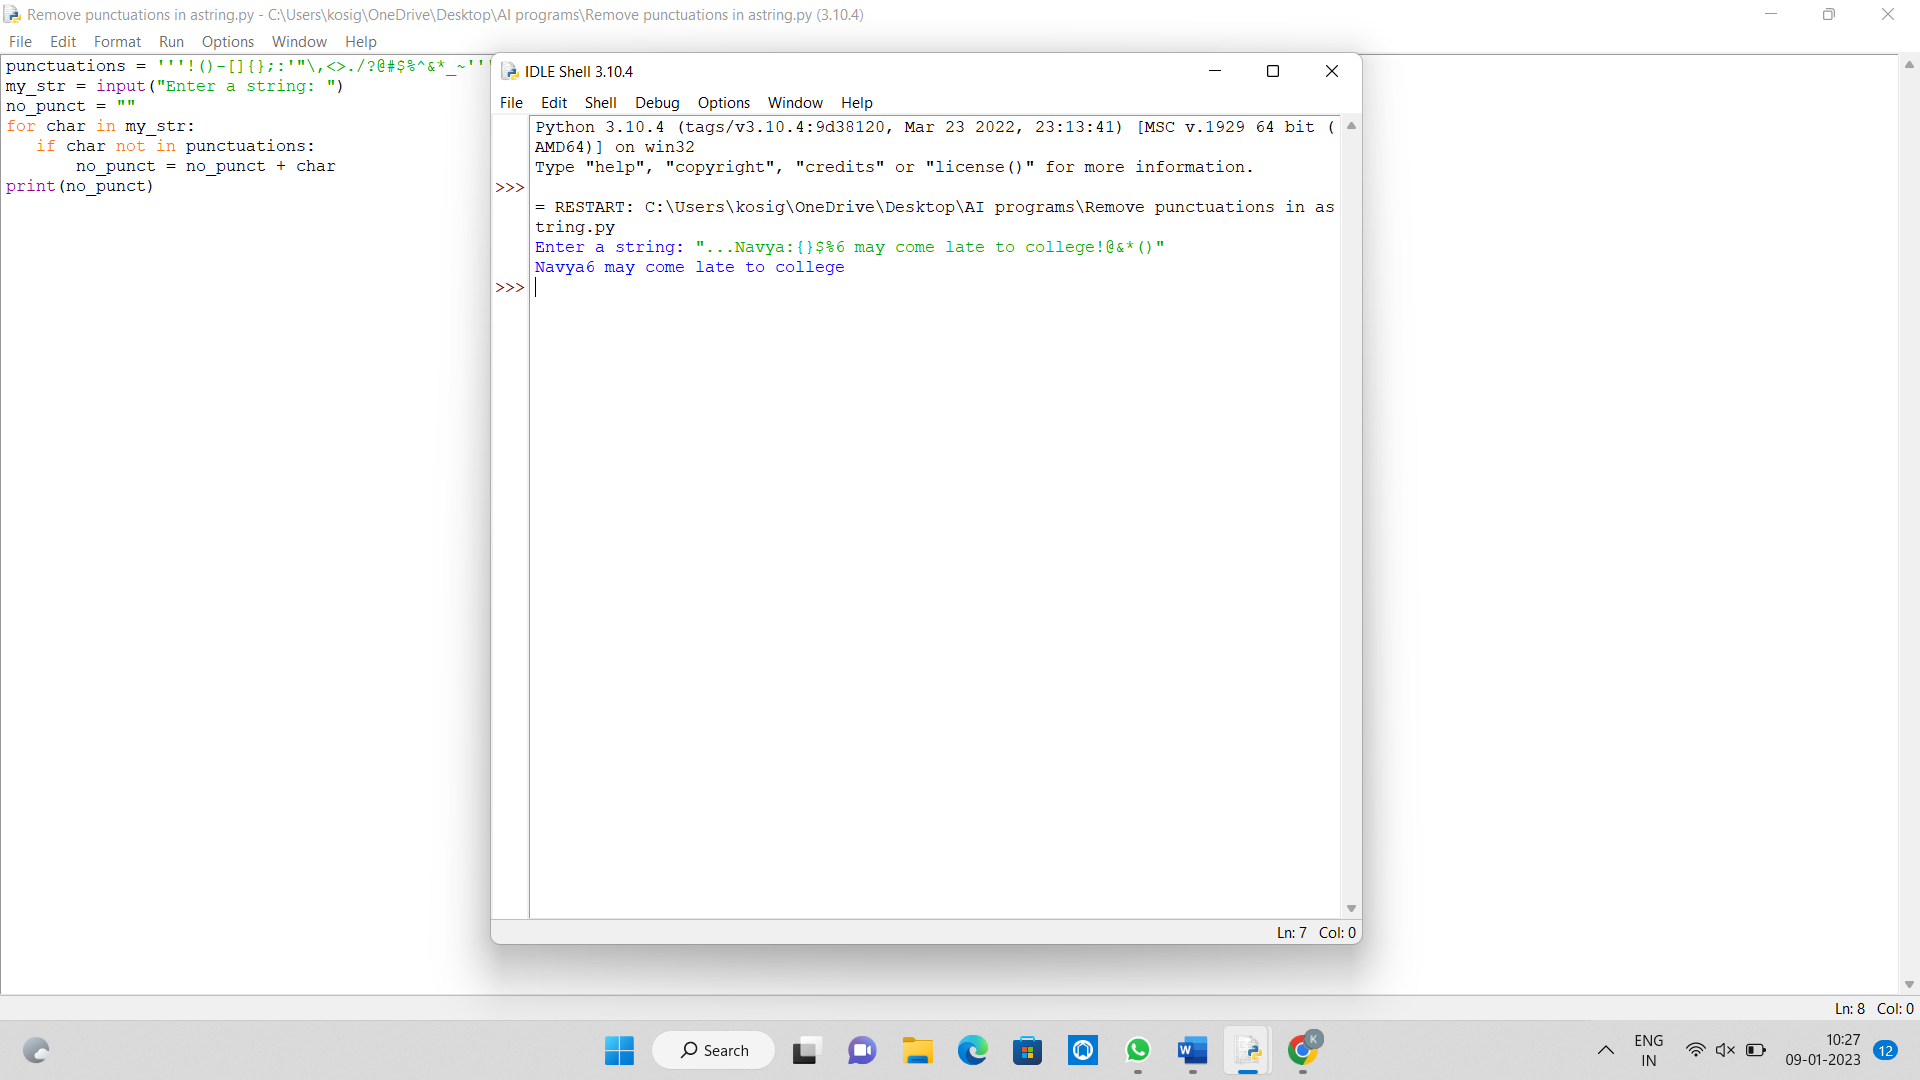 Remove punctuations in astring.py - C:\Users\kosig\OneDrive\Desktop\AI programs\Remove punctuations in astring.py (3.10.4)
File Edit Format Run Options Window Help
punctuations = '''!()-[]{};:'"\,<>./?@#$%^&*_~'''
my_str = input("Enter a string: ")
no_punct = ""
for char in my_str:
   if char not in punctuations:
       no_punct = no_punct + char
print(no_punct)
IDLE Shell 3.10.4
File Edit Shell Debug Options Window Help
Python 3.10.4 (tags/v3.10.4:9d38120, Mar 23 2022, 23:13:41) [MSC v.1929 64 bit (
AMD64)] on win32
Type "help", "copyright", "credits" or "license()" for more information.
>>>
= RESTART: C:\Users\kosig\OneDrive\Desktop\AI programs\Remove punctuations in as
tring.py
Enter a string: "...Navya:{}$%6 may come late to college!@&*()"
Navya6 may come late to college
>>>
Ln: 7 Col: 0
Ln: 8 Col: 0
Search
K
ENG
IN
10:27
09-01-2023
12